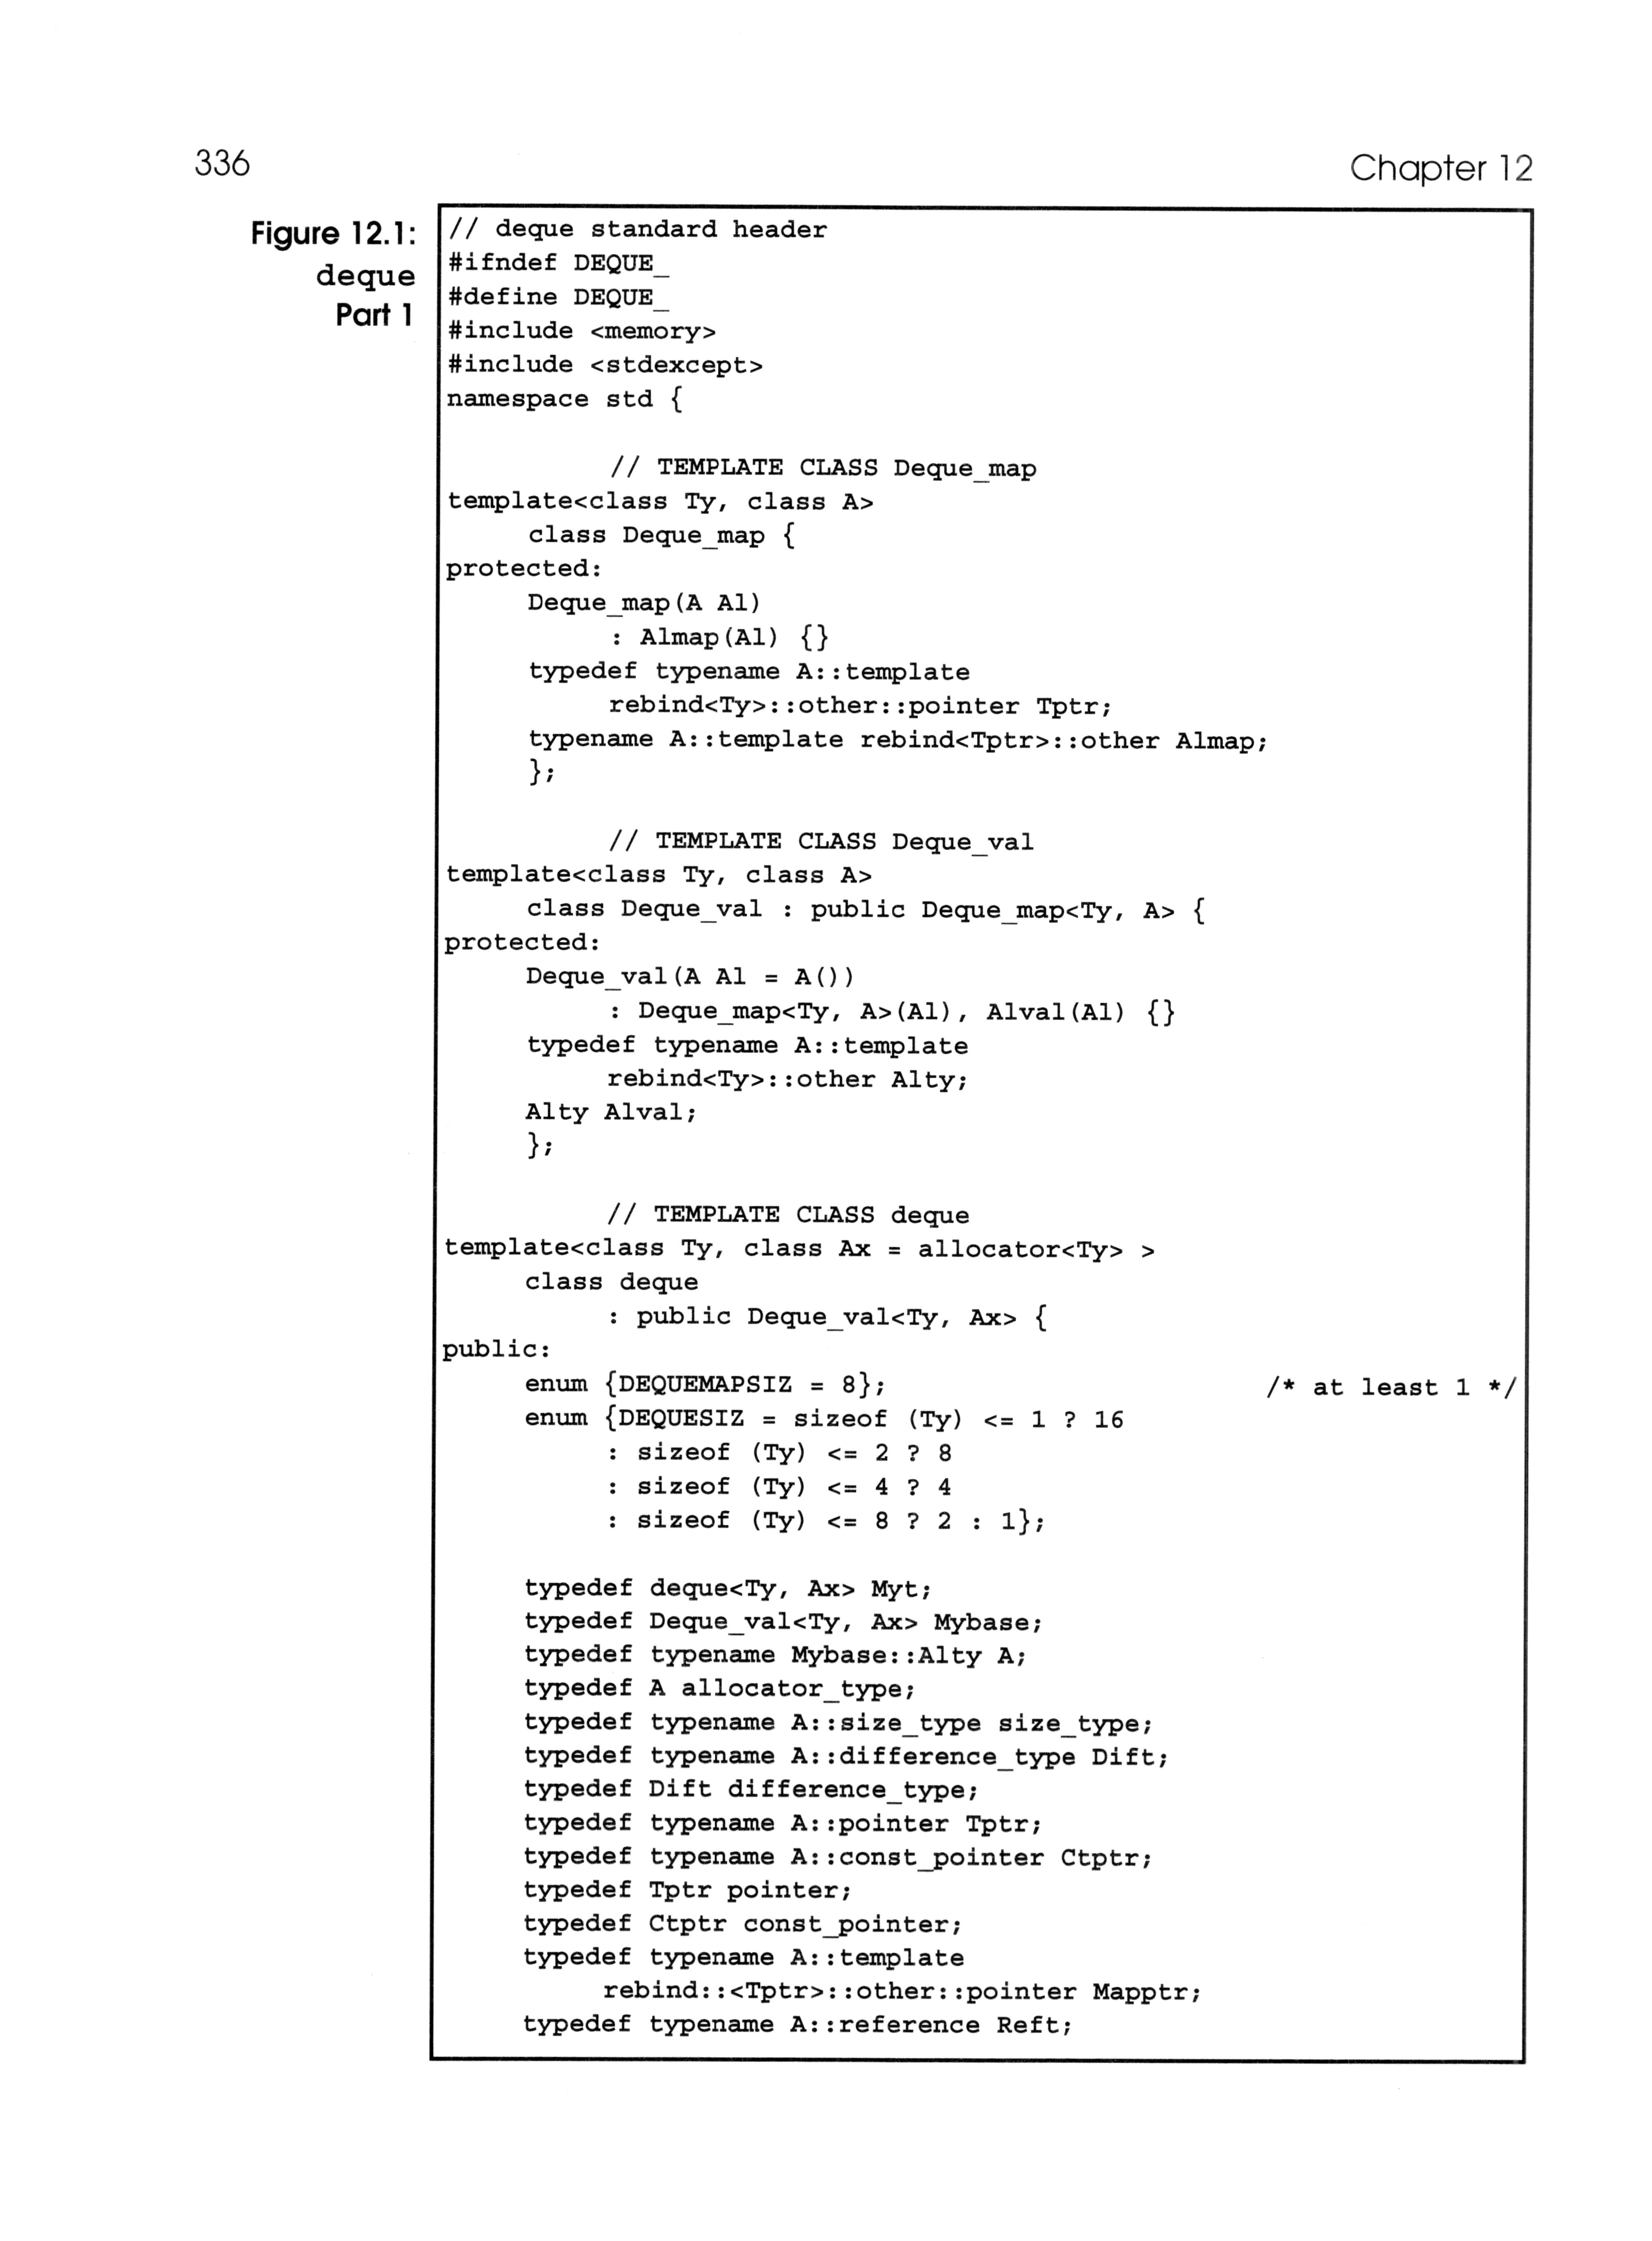 336
Chapter 12
Figure 12.1:
deque
Part 1
// deque standard header
#ifndef DEQUE_
#define DEQUE_
#include <memory>
#include <stdexcept>
namespace std {
// TEMPLATE CLASS Deque_map
template<class Ty, class A>
class Deque_map {
protected:
Deque_map(A Al)
: Almap(Al) {}
typedef typename A::template
rebind<Ty>::other::pointer Tptr;
typename A::template rebind<Tptr>::other Almap;
};
// TEMPLATE CLASS Deque_val
template<class Ty, class A>
class Deque_val : public Deque_map<Ty, A> {
protected:
Deque_val(A Al = A())
: Deque_map<Ty, A>(Al), Alval(Al) {}
typedef typename A::template
rebind<Ty>::other Alty;
Alty Alval;
};
// TEMPLATE CLASS deque
template<class Ty, class Ax = allocator<Ty> >
class deque
: public Deque_val<Ty, Ax> {
public:
enum {DEQUEMAPSIZ = 8}; /* at least 1 */
enum {DEQUESIZ = sizeof (Ty) <= 1 ? 16
: sizeof (Ty) <= 2 ? 8
: sizeof (Ty) <= 4 ? 4
: sizeof (Ty) <= 8 ? 2 : 1};
typedef deque<Ty, Ax> Myt;
typedef Deque_val<Ty, Ax> Mybase;
typedef typename Mybase::Alty A;
typedef A allocator_type;
typedef typename A::size_type size_type;
typedef typename A::difference_type Dift;
typedef Dift difference_type;
typedef typename A::pointer Tptr;
typedef typename A::const_pointer Ctptr;
typedef Tptr pointer;
typedef Ctptr const_pointer;
typedef typename A::template
rebind::<Tptr>::other::pointer Mapptr;
typedef typename A::reference Reft;